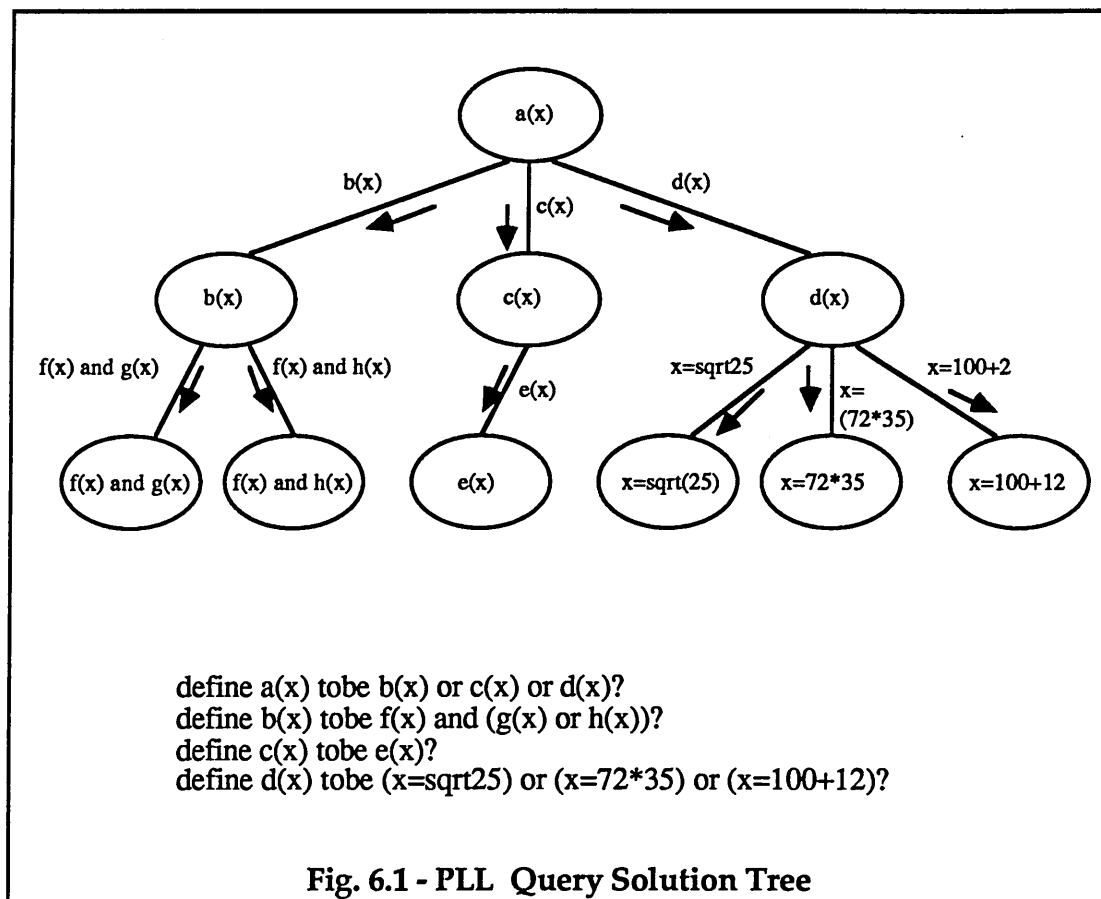 a(x)
b(x)
c(x)
d(x)
b(x)
c(x)
d(x)
f(x) and g(x)
f(x) and h(x)
e(x)
x=sqrt25
x=
(72*35)
x=100+2
f(x) and g(x)
f(x) and h(x)
e(x)
x=sqrt(25)
x=72*35
x=100+12
define a(x) tobe b(x) or c(x) or d(x)?
define b(x) tobe f(x) and (g(x) or h(x))?
define c(x) tobe e(x)?
define d(x) tobe (x=sqrt25) or (x=72*35) or (x=100+12)?
Fig. 6.1 - PLL Query Solution Tree